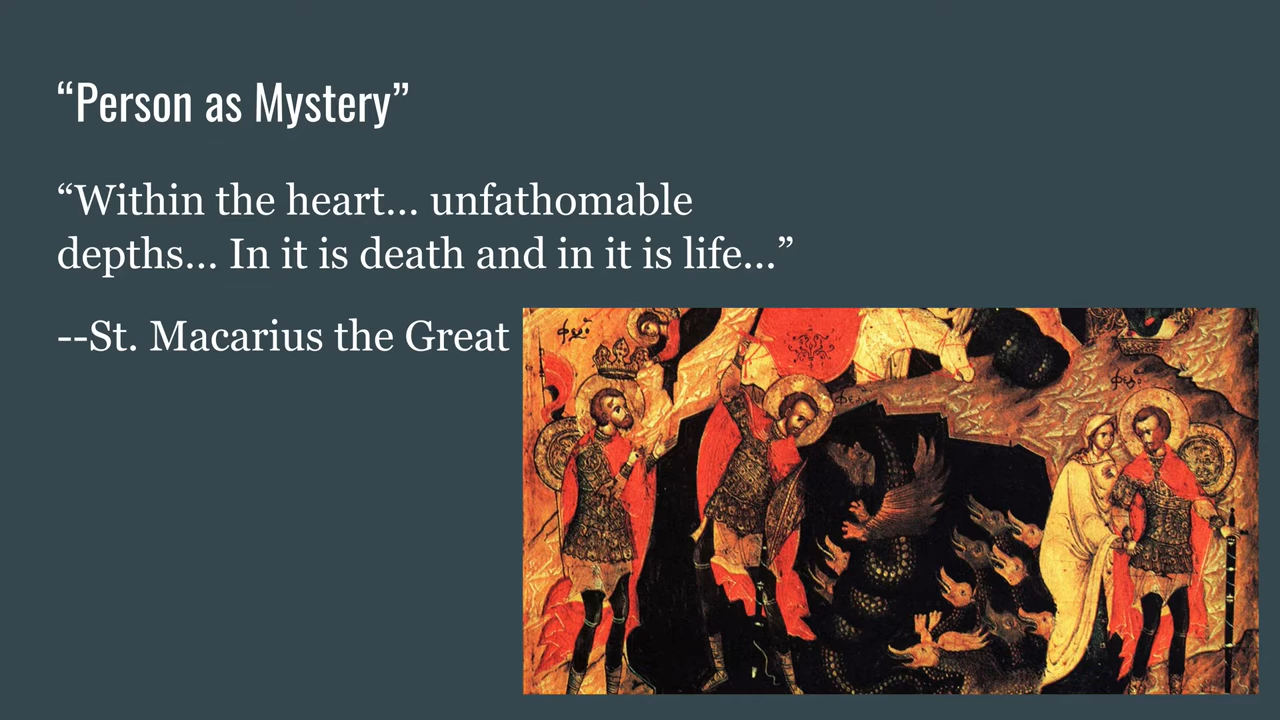 “Person as Mystery”
“Within the heart... unfathomable
depths... In it is death and in it is life...”
--St. Macarius the Great